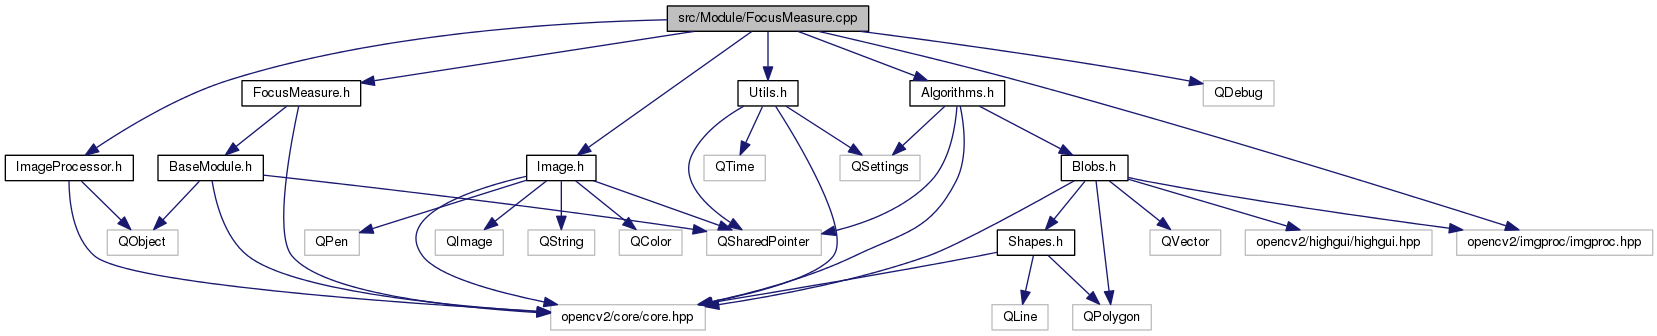 src/Module/FocusMeasure.cpp
FocusMeasure.h
Utils.h
Algorithms.h
QDebug
ImageProcessor.h
BaseModule.h
Image.h
QTime
QSettings
Blobs.h
QObject
QPen
QImage
QString
QColor
QSharedPointer
Shapes.h
QVector
opencv2/highgui/highgui.hpp
opencv2/imgproc/imgproc.hpp
opencv2/core/core.hpp
QLine
QPolygon